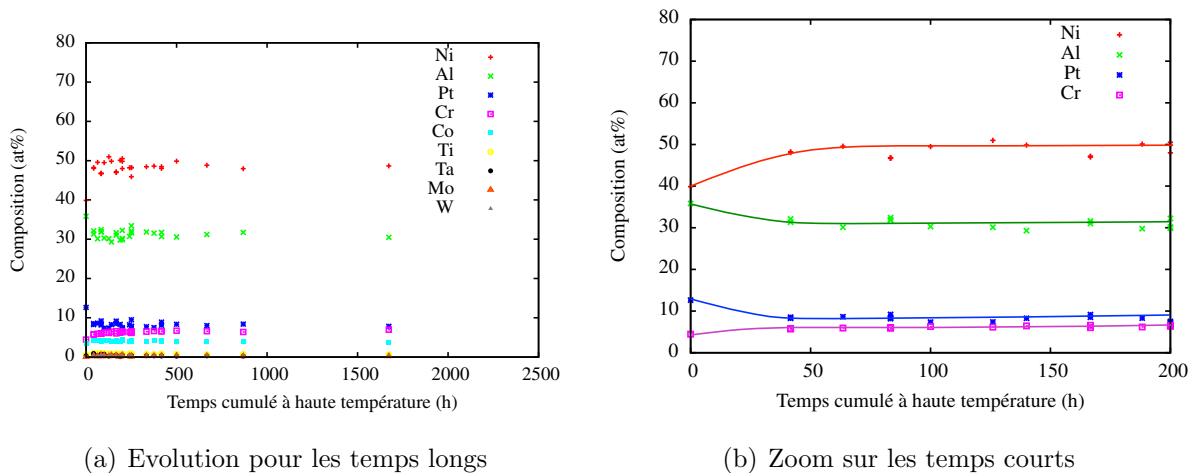 80
70
60
50
40
30
20
10
0
Composition (at%)
0 500 1000 1500 2000 2500
Temps cumulé à haute température (h)
Ni
Al
Pt
Cr
Co
Ti
Ta
Mo
W
(a) Evolution pour les temps longs
80
70
60
50
40
30
20
10
0
Composition (at%)
0 50 100 150 200
Temps cumulé à haute température (h)
Ni
Al
Pt
Cr
(b) Zoom sur les temps courts